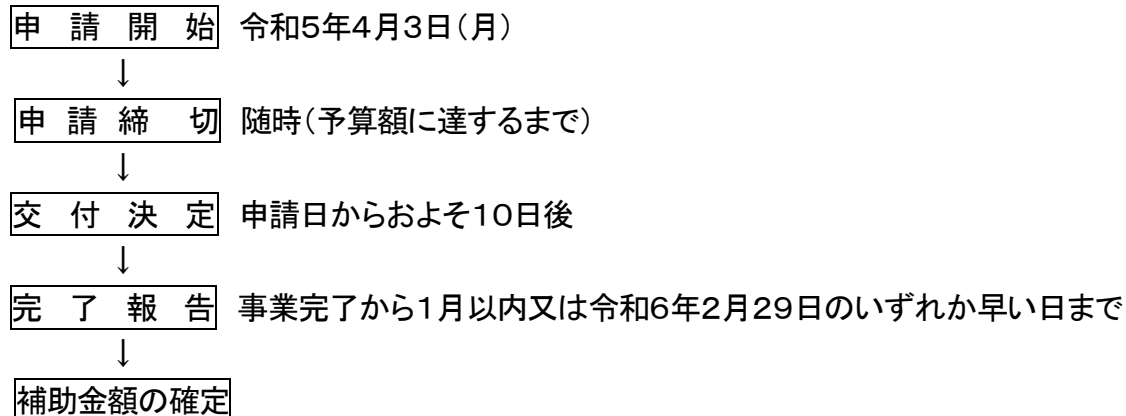 申 請 開 始 令和5年4月3日(月)
↓
申 請 締 切 随時(予算額に達するまで)
↓
交 付 決 定 申請日からおよそ10日後
↓
完 了 報 告 事業完了から1月以内又は令和6年2月29日のいずれか早い日まで
↓
補助金額の確定